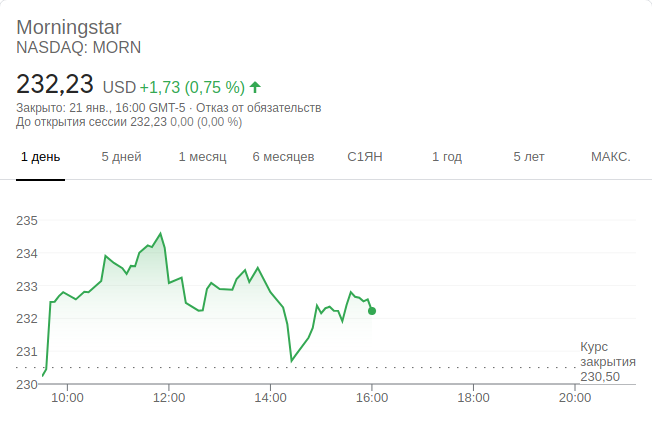 Morningstar
NASDAQ: MORN
232,23 USD +1,73 (0,75 %)
Закрыто: 21 янв., 16:00 GMT-5 · Отказ от обязательств
До открытия сессии 232,23 0,00 (0,00 %)
1 день 5 дней 1 месяц 6 месяцев С1ЯН 1 год 5 лет МАКС.
235
234
233
232
231
230
Курс
закрытия
230,50
10:00 12:00 14:00 16:00 18:00 20:00